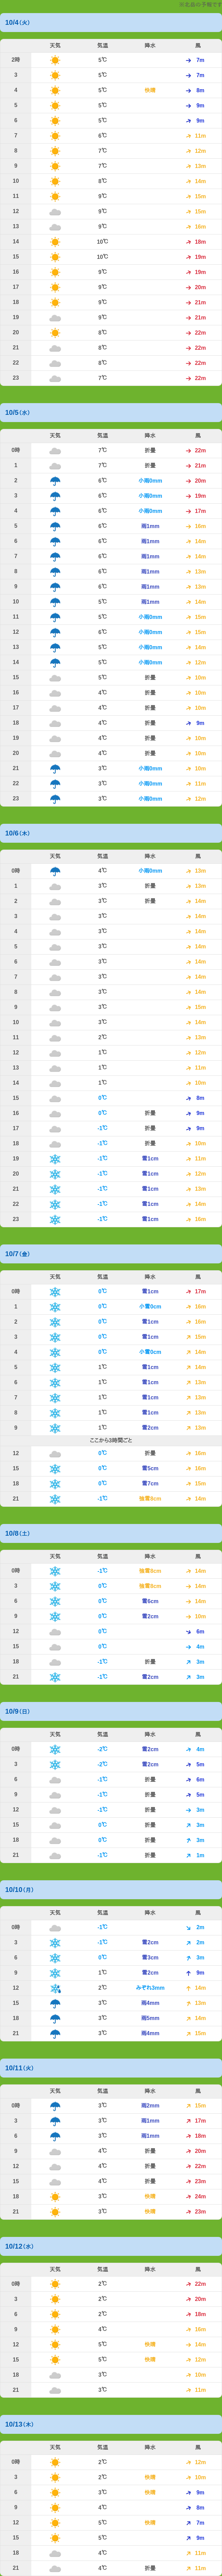 ※先端の予報です
10/4(火)
天気 気温 降水 風
2時 5℃ 7m
3 5℃ 7m
4 5℃ 快晴 8m
5 5℃ 9m
6 5℃ 9m
7 6℃ 11m
8 7℃ 12m
9 7℃ 13m
10 8℃ 14m
11 9℃ 15m
12 9℃ 15m
13 9℃ 16m
14 10℃ 18m
15 10℃ 19m
16 9℃ 19m
17 9℃ 20m
18 9℃ 21m
19 9℃ 21m
20 8℃ 22m
21 8℃ 22m
22 8℃ 22m
23 7℃ 22m
10/5(水)
天気 気温 降水 風
0時 7℃ 折曇 22m
1 7℃ 折曇 21m
2 6℃ 小雨0mm 20m
3 6℃ 小雨0mm 19m
4 6℃ 小雨0mm 17m
5 6℃ 雨1mm 16m
6 6℃ 雨1mm 14m
7 6℃ 雨1mm 14m
8 6℃ 雨1mm 13m
9 6℃ 雨1mm 13m
10 5℃ 雨1mm 14m
11 5℃ 小雨0mm 15m
12 6℃ 小雨0mm 15m
13 5℃ 小雨0mm 14m
14 5℃ 小雨0mm 12m
15 5℃ 折曇 10m
16 4℃ 折曇 10m
17 4℃ 折曇 10m
18 4℃ 折曇 9m
19 4℃ 折曇 10m
20 4℃ 折曇 10m
21 3℃ 小雨0mm 10m
22 3℃ 小雨0mm 11m
23 3℃ 小雨0mm 12m
10/6(木)
天気 気温 降水 風
0時 4℃ 小雨0mm 13m
1 3℃ 折曇 13m
2 3℃ 折曇 14m
3 3℃ 14m
4 3℃ 14m
5 3℃ 14m
6 3℃ 14m
7 3℃ 14m
8 3℃ 14m
9 3℃ 15m
10 3℃ 14m
11 2℃ 13m
12 1℃ 12m
13 1℃ 11m
14 1℃ 10m
15 0℃ 8m
16 0℃ 折曇 9m
17 -1℃ 折曇 9m
18 -1℃ 折曇 10m
19 -1℃ 雪1cm 11m
20 -1℃ 雪1cm 12m
21 -1℃ 雪1cm 13m
22 -1℃ 雪1cm 14m
23 -1℃ 雪1cm 16m
10/7(金)
天気 気温 降水 風
0時 0℃ 雪1cm 17m
1 0℃ 小雪0cm 16m
2 0℃ 雪1cm 16m
3 0℃ 雪1cm 15m
4 0℃ 小雪0cm 14m
5 1℃ 雪1cm 14m
6 1℃ 雪1cm 13m
7 1℃ 雪1cm 13m
8 1℃ 雪1cm 13m
9 1℃ 雪2cm 13m
ここから3時間ごと
12 0℃ 折曇 16m
15 0℃ 雪5cm 16m
18 0℃ 雪7cm 15m
21 -1℃ 強雪8cm 14m
10/8(土)
天気 気温 降水 風
0時 -1℃ 強雪8cm 14m
3 0℃ 強雪8cm 14m
6 0℃ 雪6cm 14m
9 0℃ 雪2cm 10m
12 0℃ 6m
15 0℃ 4m
18 -1℃ 折曇 3m
21 -1℃ 雪2cm 3m
10/9(日)
天気 気温 降水 風
0時 -2℃ 雪2cm 4m
3 -2℃ 雪2cm 5m
6 -1℃ 折曇 6m
9 -1℃ 折曇 5m
12 -1℃ 折曇 3m
15 0℃ 折曇 3m
18 0℃ 折曇 3m
21 -1℃ 折曇 1m
10/10(月)
天気 気温 降水 風
0時 -1℃ 2m
3 -1℃ 雪2cm 2m
6 0℃ 雪3cm 3m
9 1℃ 雪2cm 9m
12 2℃ みぞれ3mm 14m
15 3℃ 雨4mm 13m
18 3℃ 雨5mm 14m
21 3℃ 雨4mm 15m
10/11(火)
天気 気温 降水 風
0時 3℃ 雨2mm 15m
3 3℃ 雨1mm 17m
6 3℃ 雨1mm 18m
9 4℃ 折曇 20m
12 4℃ 折曇 22m
15 4℃ 折曇 23m
18 3℃ 快晴 24m
21 3℃ 快晴 23m
10/12(水)
天気 気温 降水 風
0時 2℃ 22m
3 2℃ 20m
6 2℃ 18m
9 4℃ 16m
12 5℃ 快晴 14m
15 5℃ 快晴 12m
18 3℃ 10m
21 3℃ 11m
10/13(木)
天気 気温 降水 風
0時 2℃ 12m
3 2℃ 快晴 10m
6 3℃ 快晴 9m
9 4℃ 8m
12 5℃ 快晴 7m
15 5℃ 9m
18 4℃ 11m
21 4℃ 折曇 11m